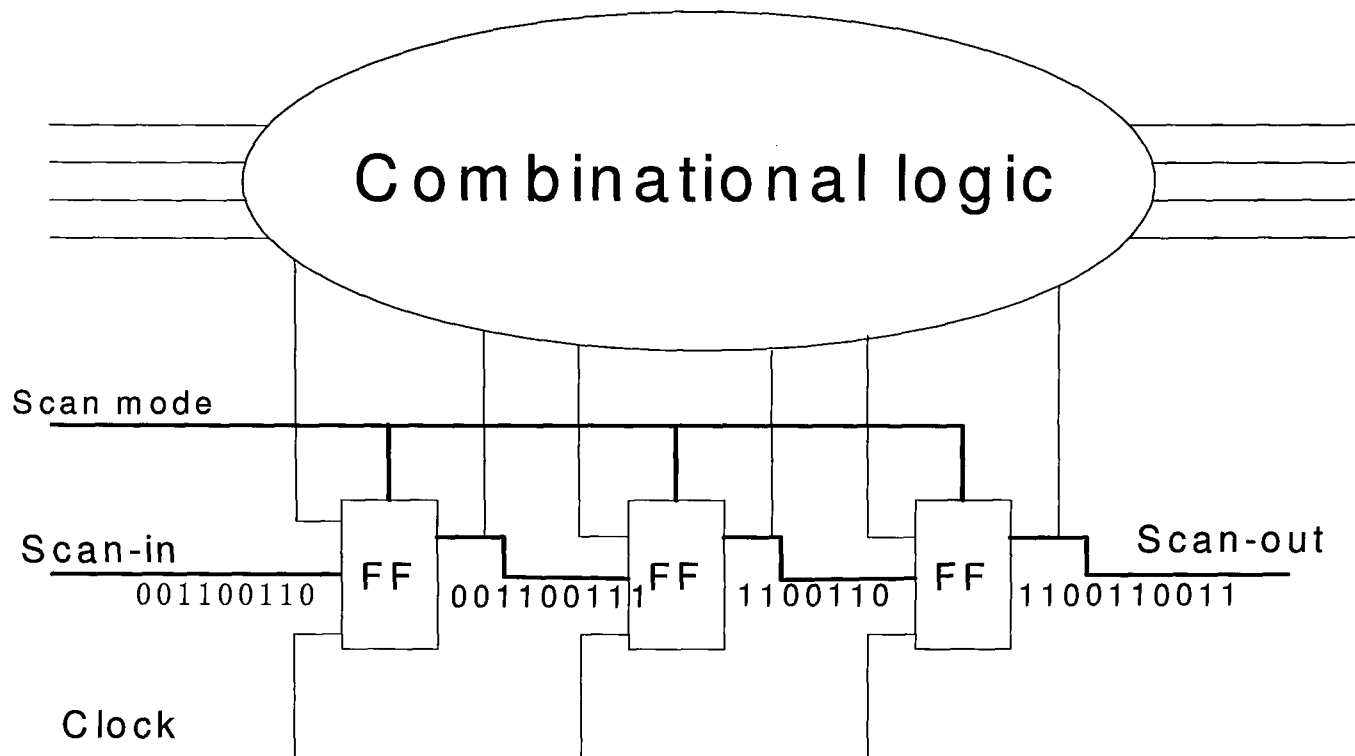 Combinational logic
Scan mode
Scan-in
Scan-out
FF
FF
FF
001100110
001100111
1100110
1100110011
Clock